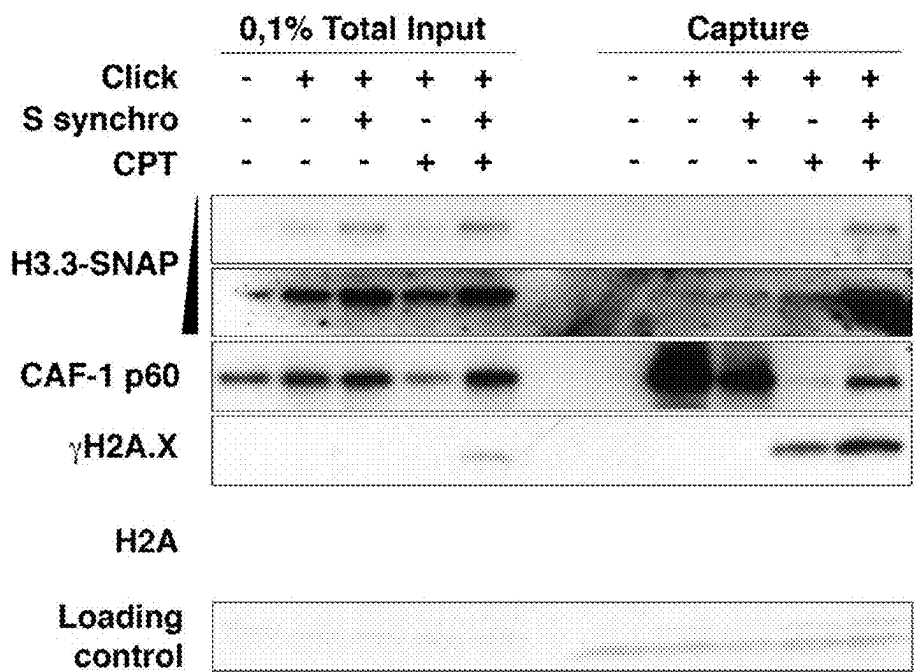 0,1% Total Input Capture
Click - + + + + - + + + +
S synchro - - + - + - - + - +
CPT - - - + + - - - + +
H3.3-SNAP
CAF-1 p60
γH2A.X
H2A
Loading
control